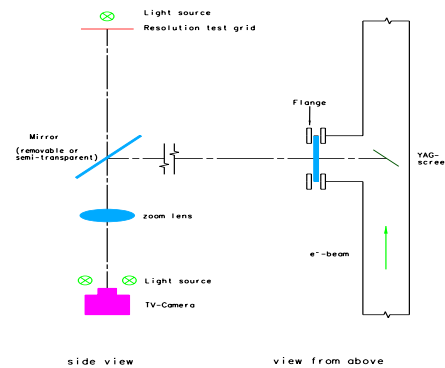 Light source
Resolution test grid
Flange
Mirror
(removable or
semi-transparent)
YAG-
scree
zoom lens
e⁻-beam
Light source
TV-Camera
side view
view from above